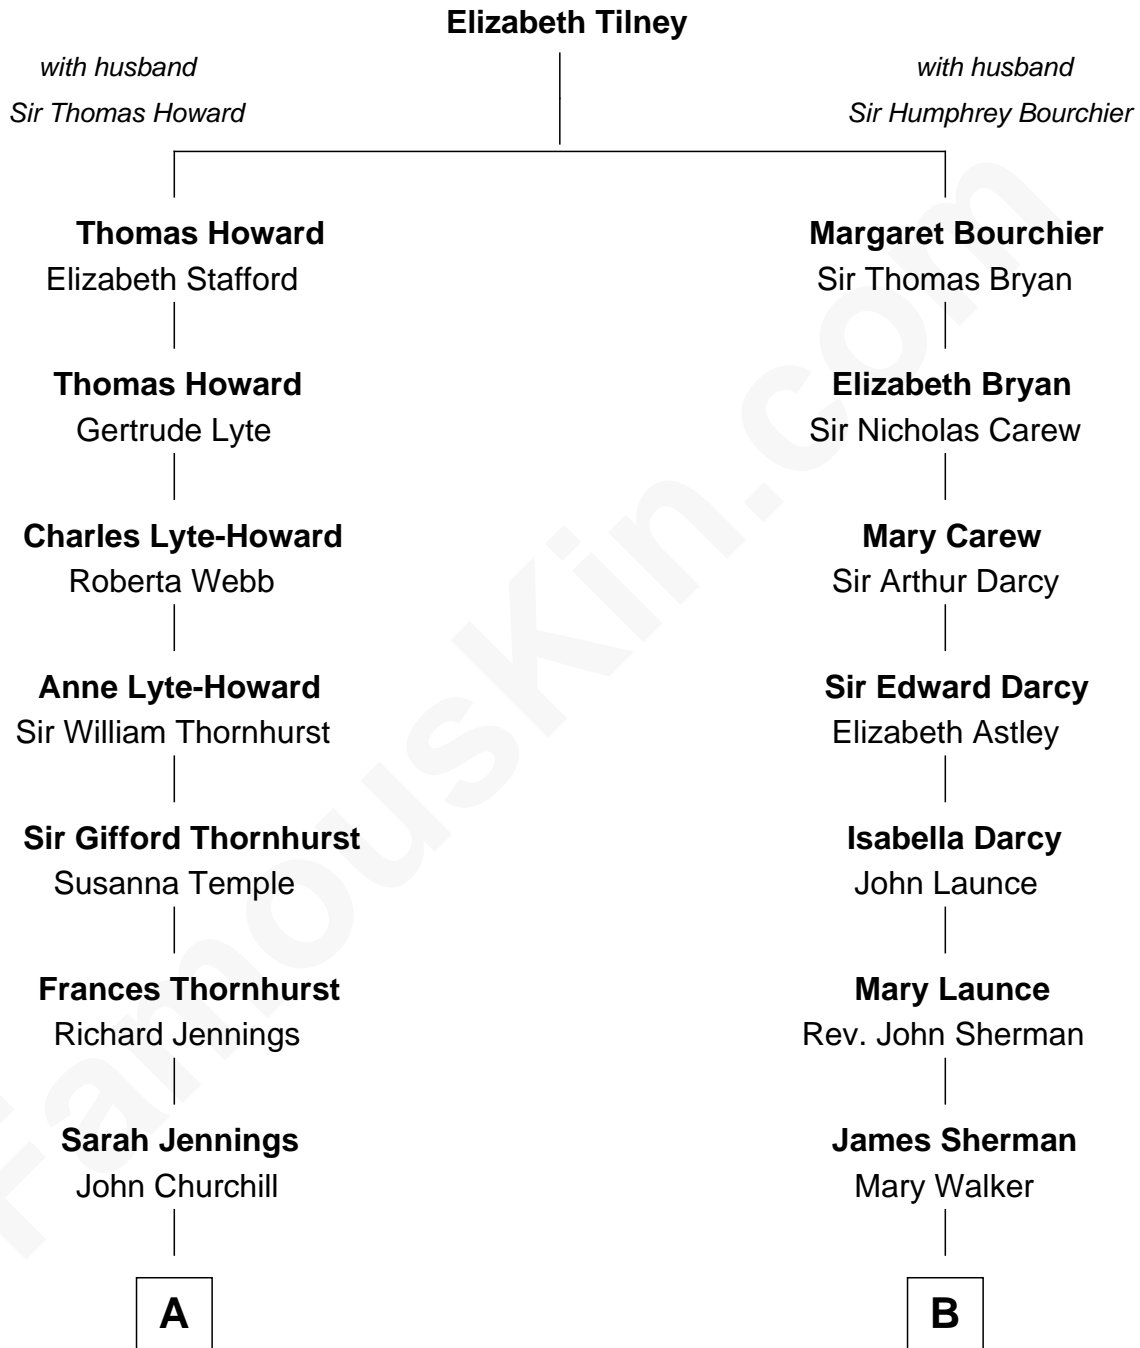 Elizabeth Tilney
with husband
Sir Thomas Howard
with husband
Sir Humphrey Bourchier
Thomas Howard
Elizabeth Stafford
Margaret Bourchier
Sir Thomas Bryan
Thomas Howard
Gertrude Lyte
Elizabeth Bryan
Sir Nicholas Carew
Charles Lyte-Howard
Roberta Webb
Mary Carew
Sir Arthur Darcy
Anne Lyte-Howard
Sir William Thornhurst
Sir Edward Darcy
Elizabeth Astley
Sir Gifford Thornhurst
Susanna Temple
Isabella Darcy
John Launce
Frances Thornhurst
Richard Jennings
Mary Launce
Rev. John Sherman
Sarah Jennings
John Churchill
James Sherman
Mary Walker
A
B
FamousKin.com